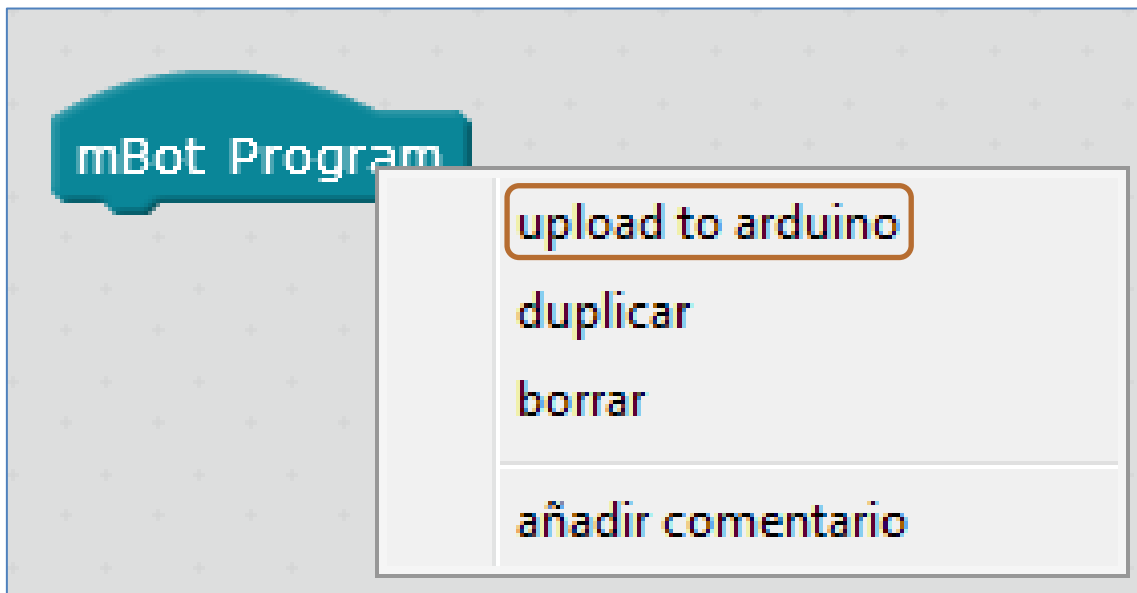 mBot Program
upload to arduino
duplicar
borrar
añadir comentario